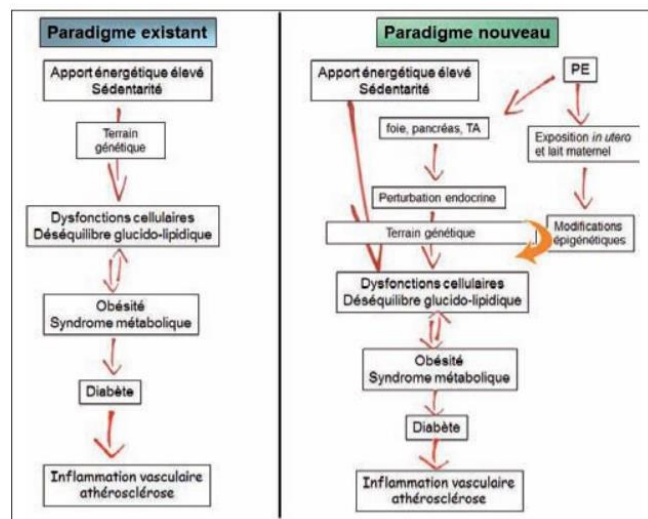 Paradigme existant
Apport énergétique élevé
Sédentarité
Terrain
génétique
Dysfonctions cellulaires
Déséquilibre glucido-lipidique
Obésité
Syndrome métabolique
Diabète
Inflammation vasculaire
athérosclérose
Paradigme nouveau
Apport énergétique élevé
Sédentarité
PE
foie, pancréas, TA
Exposition in utero
et lait maternel
Perturbation endocrine
Terrain génétique
Modifications
épigénétiques
Dysfonctions cellulaires
Déséquilibre glucido-lipidique
Obésité
Syndrome métabolique
Diabète
Inflammation vasculaire
athérosclérose